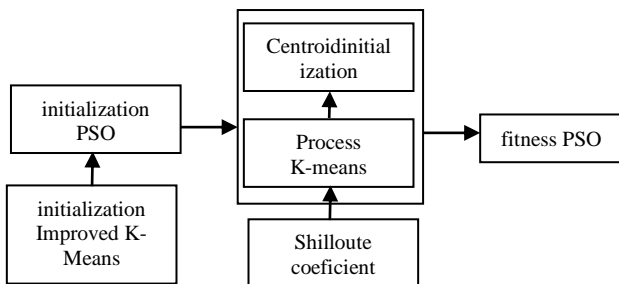 initialization
PSO
initialization
Improved K-
Means
Centroidinitial
ization
Process
K-means
Shilloute
coeficient
fitness PSO